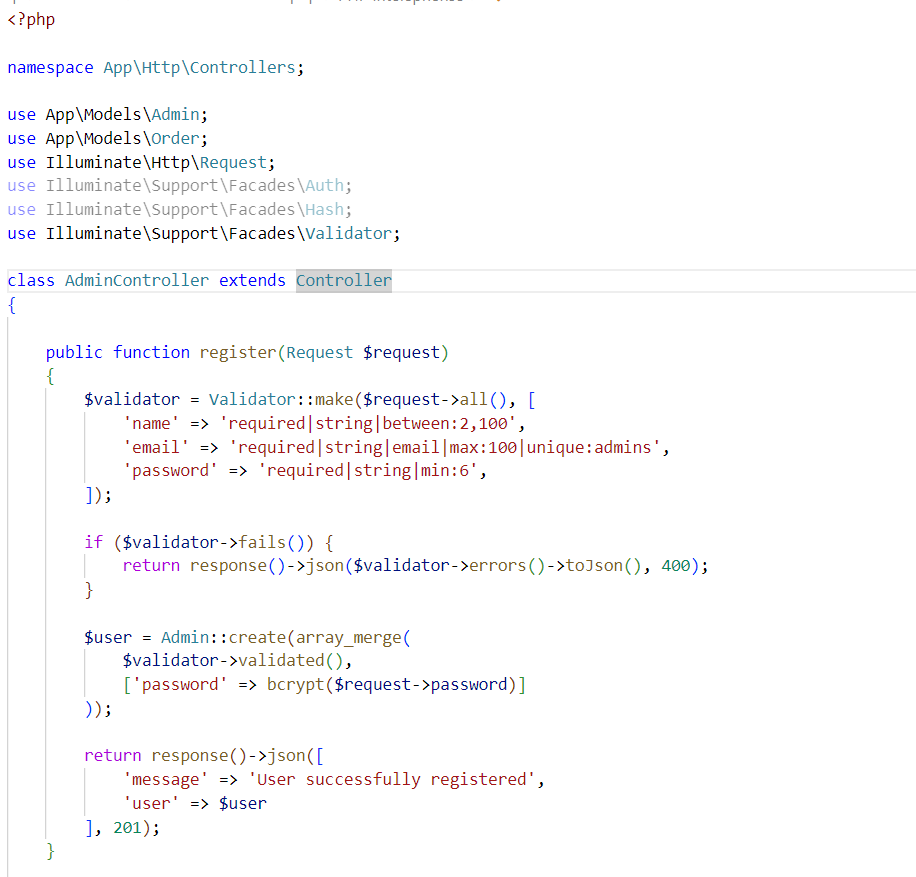 <?php
namespace App\Http\Controllers;
use App\Models\Admin;
use App\Models\Order;
use Illuminate\Http\Request;
use Illuminate\Support\Facades\Auth;
use Illuminate\Support\Facades\Hash;
use Illuminate\Support\Facades\Validator;
class AdminController extends Controller
{
public function register(Request $request)
{
$validator = Validator::make($request->all(), [
'name' => 'required|string|between:2,100',
'email' => 'required|string|email|max:100|unique:admins',
'password' => 'required|string|min:6',
]);
if ($validator->fails()) {
return response()->json($validator->errors()->toJson(), 400);
}
$user = Admin::create(array_merge(
$validator->validated(),
['password' => bcrypt($request->password)]
));
return response()->json([
'message' => 'User successfully registered',
'user' => $user
], 201);
}